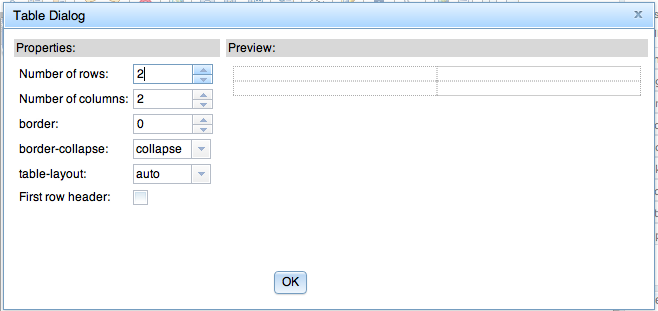 Table Dialog x
Properties: Preview:
Number of rows: 2
Number of columns: 2
border: 0
border-collapse: collapse
table-layout: auto
First row header:
OK